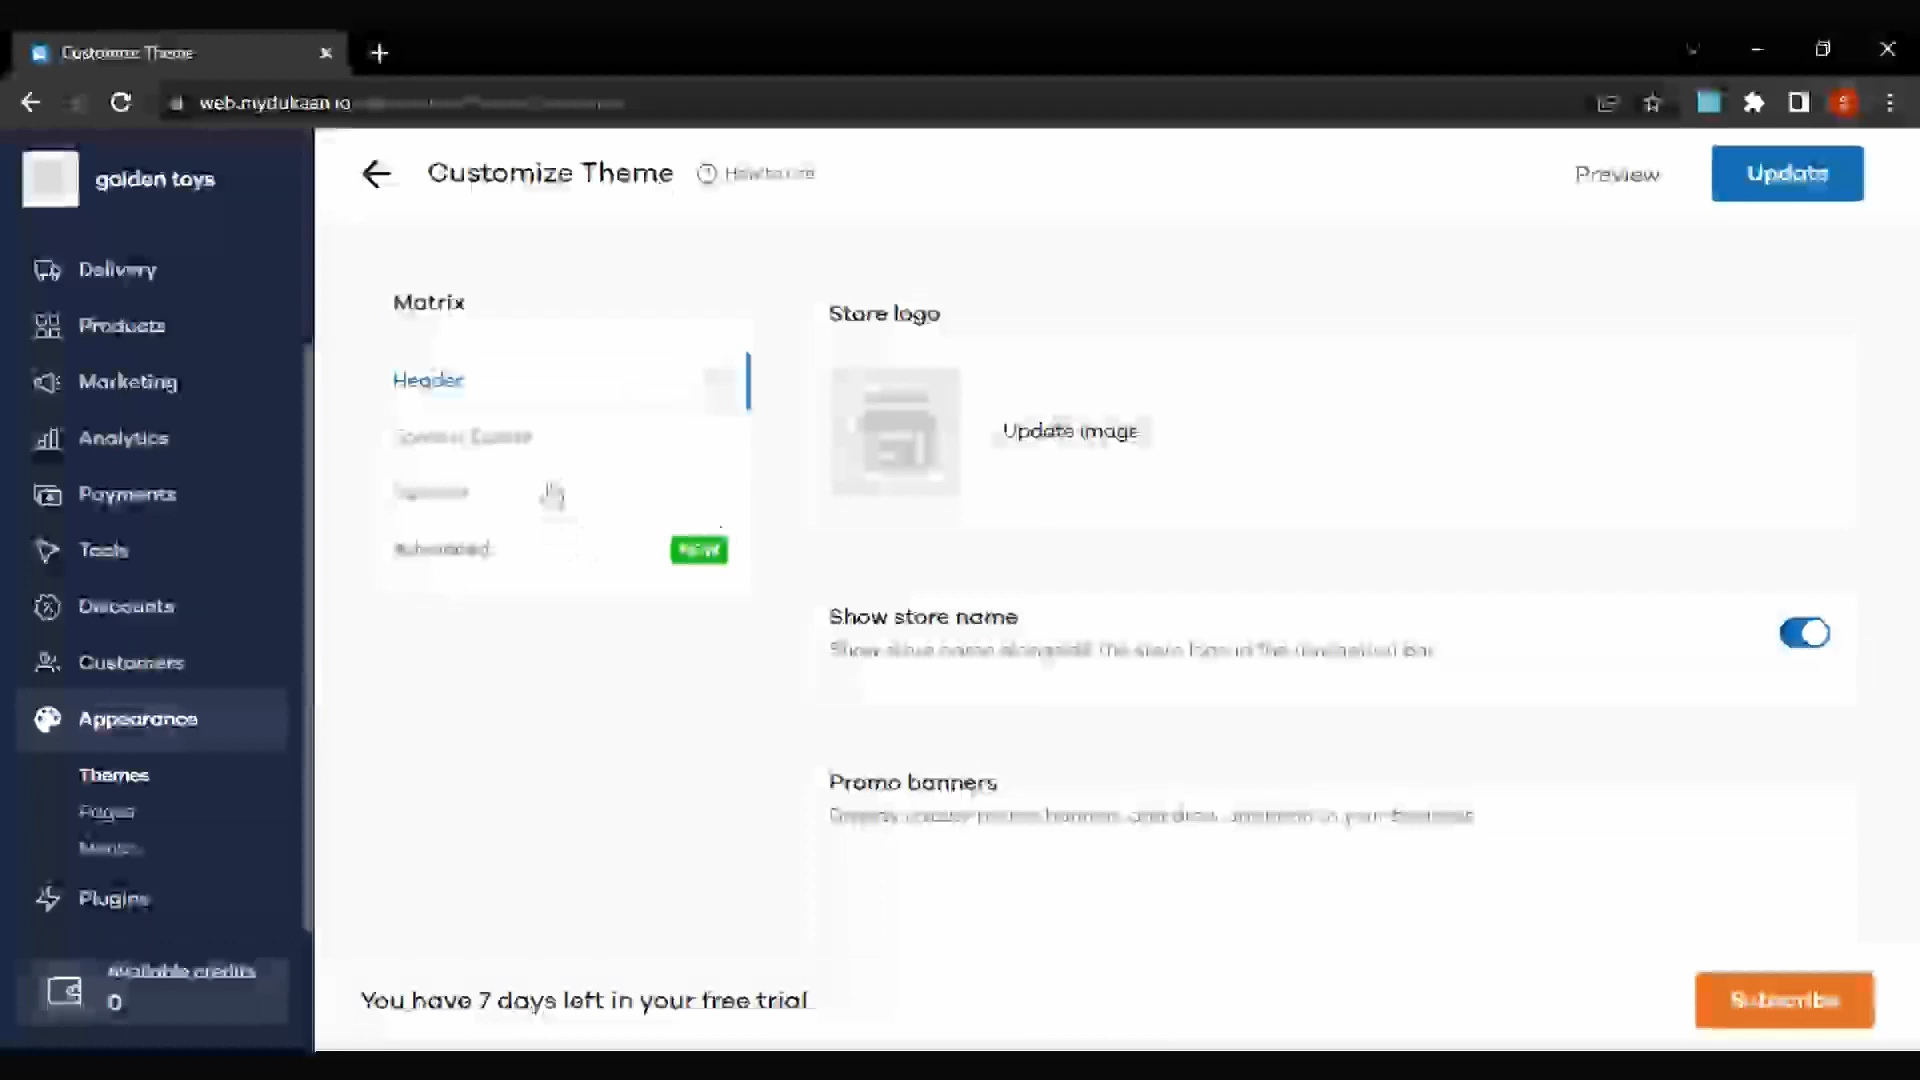 Customize Theme
web.mydukaan.io
golden toys
Customize Theme
How to use
Preview
Update
Delivery
Products
Marketing
Analytics
Payments
Tools
Discounts
Customers
Appearance
Themes
Pages
Menus
Plugins
Available credits
0
Matrix
Header
Advanced
NEW
Store logo
Update image
Show store name
Show store name alongside the store logo in the navigation bar
Promo banners
You have 7 days left in your free trial
Subscribe